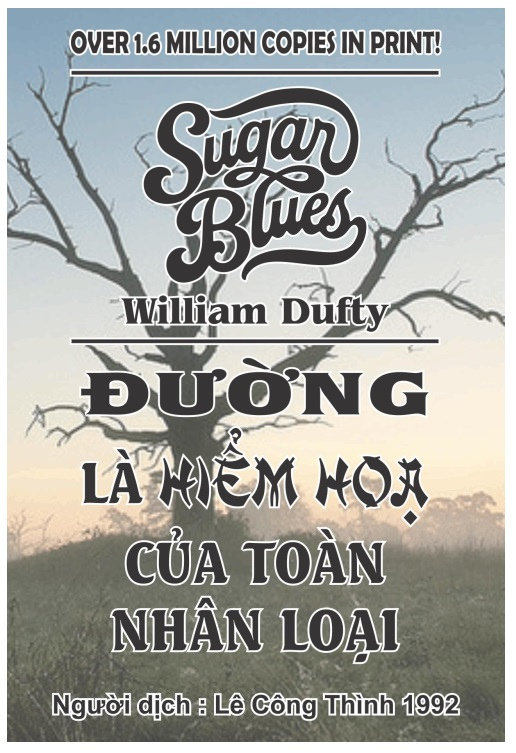 OVER 1.6 MILLION COPIES IN PRINT!
Sugar
Blues
William Dufty
ĐƯỜNG
LÀ HIỂM HOẠ
CỦA TOÀN
NHÂN LOẠI
Người dịch : Lê Công Thình 1992